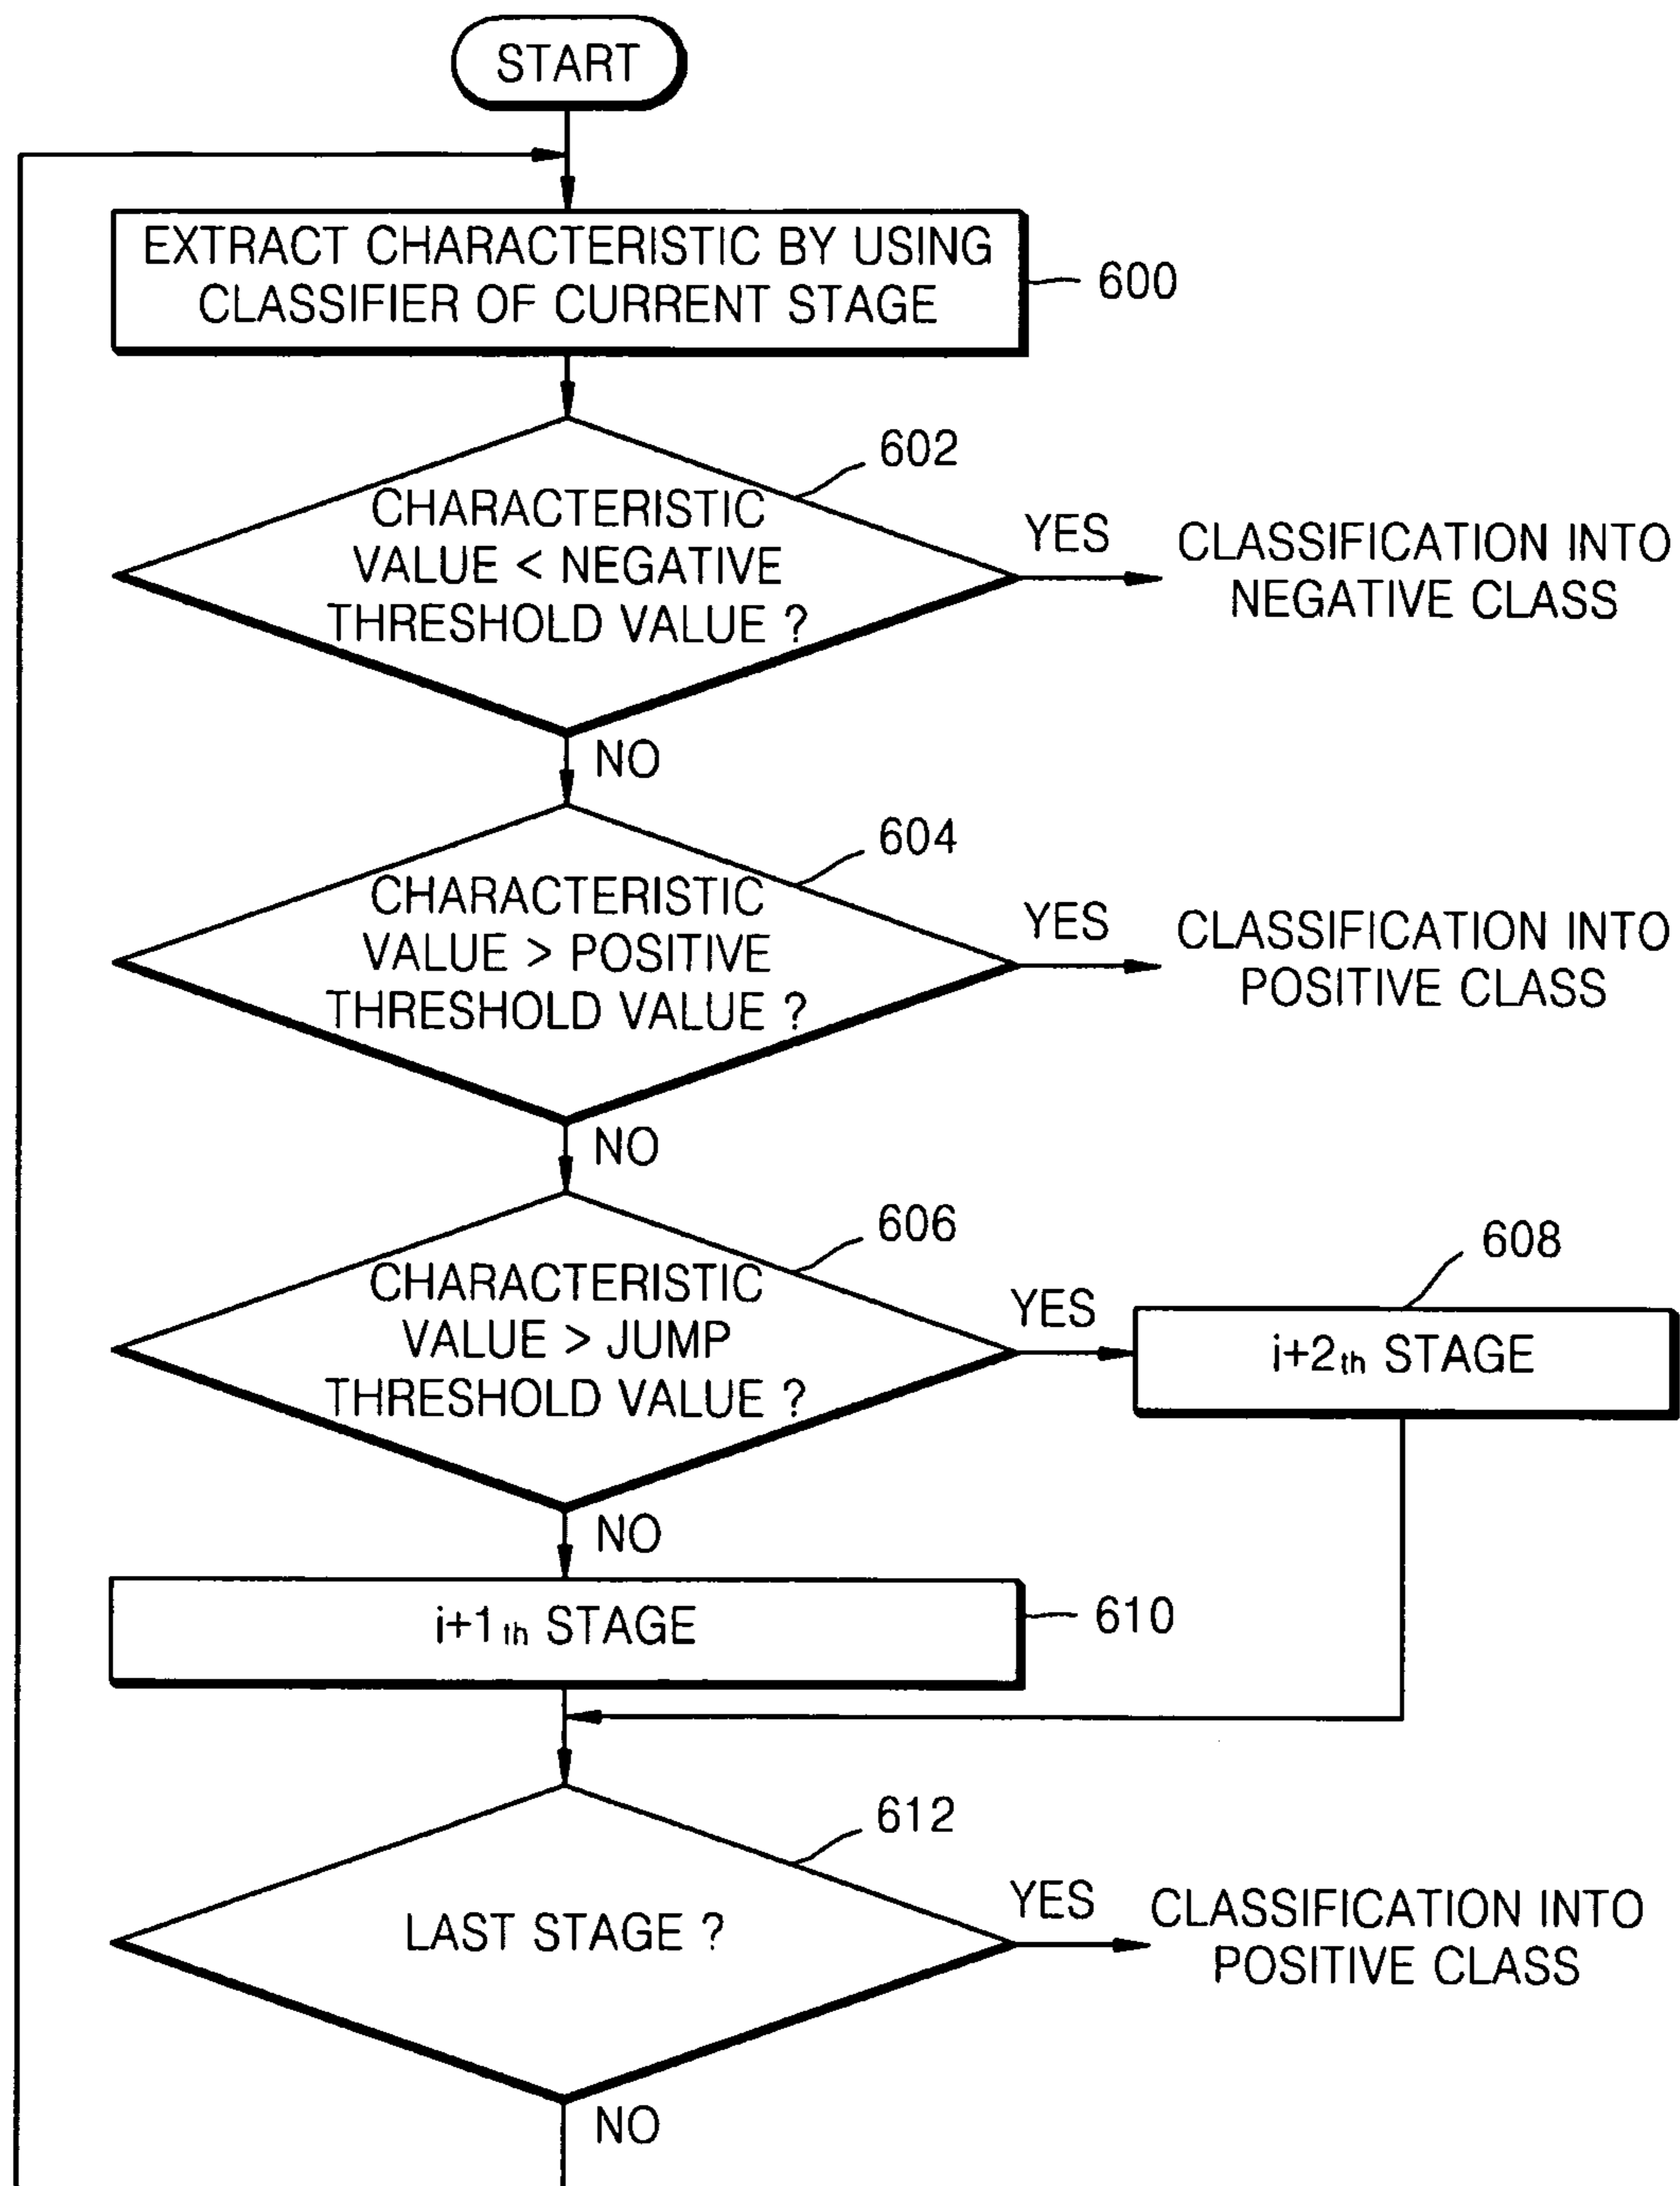 START
EXTRACT CHARACTERISTIC BY USING
CLASSIFIER OF CURRENT STAGE
600
602
CHARACTERISTIC
VALUE < NEGATIVE
THRESHOLD VALUE ?
YES
CLASSIFICATION INTO
NEGATIVE CLASS
NO
604
CHARACTERISTIC
VALUE > POSITIVE
THRESHOLD VALUE ?
YES
CLASSIFICATION INTO
POSITIVE CLASS
NO
606
CHARACTERISTIC
VALUE > JUMP
THRESHOLD VALUE ?
YES
608
i+2th STAGE
NO
i+1th STAGE
610
612
LAST STAGE ?
YES
CLASSIFICATION INTO
POSITIVE CLASS
NO